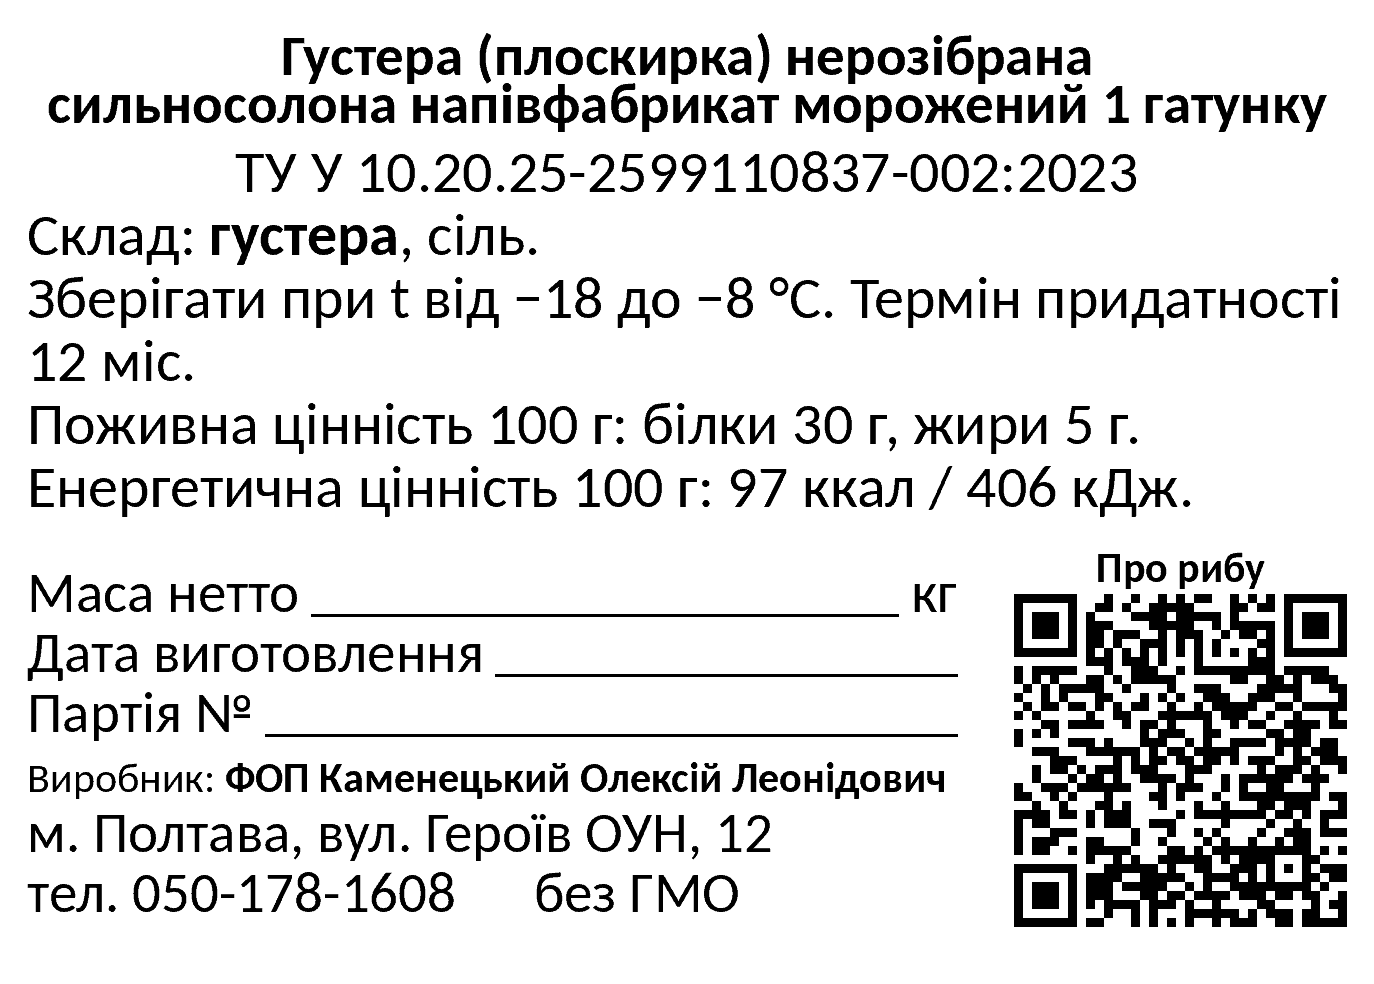 Густера (плоскирка) нерозібрана
сильносолона напівфабрикат морожений 1 гатунку
ТУ У 10.20.25-2599110837-002:2023
Склад: густера, сіль.
Зберігати при t від −18 до −8 °C. Термін придатності
12 міс.
Поживна цінність 100 г: білки 30 г, жири 5 г.
Енергетична цінність 100 г: 97 ккал / 406 кДж.
Маса нетто ____________________ кг
Дата виготовлення ________________
Партія № ________________________
Про рибу
Виробник: ФОП Каменецький Олексій Леонідович
м. Полтава, вул. Героїв ОУН, 12
тел. 050-178-1608 без ГМО